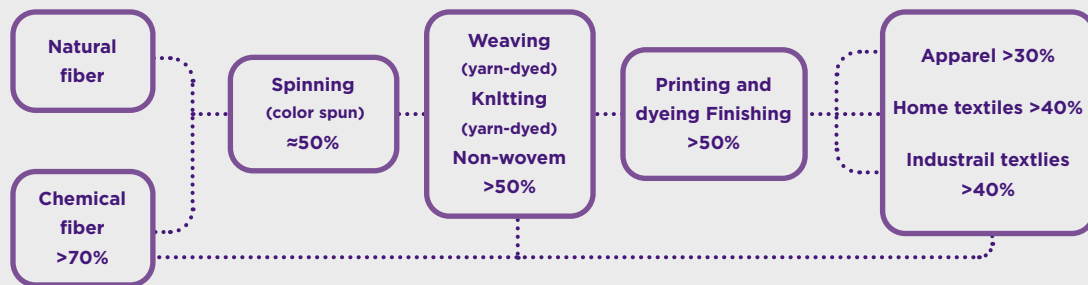 Natural
fiber
Chemical
fiber
>70%
Spinning
(color spun)
≈50%
Weaving
(yarn-dyed)
Knltting
(yarn-dyed)
Non-wovem
>50%
Printing and
dyeing Finishing
>50%
Apparel >30%
Home textiles >40%
Industrail textlies
>40%